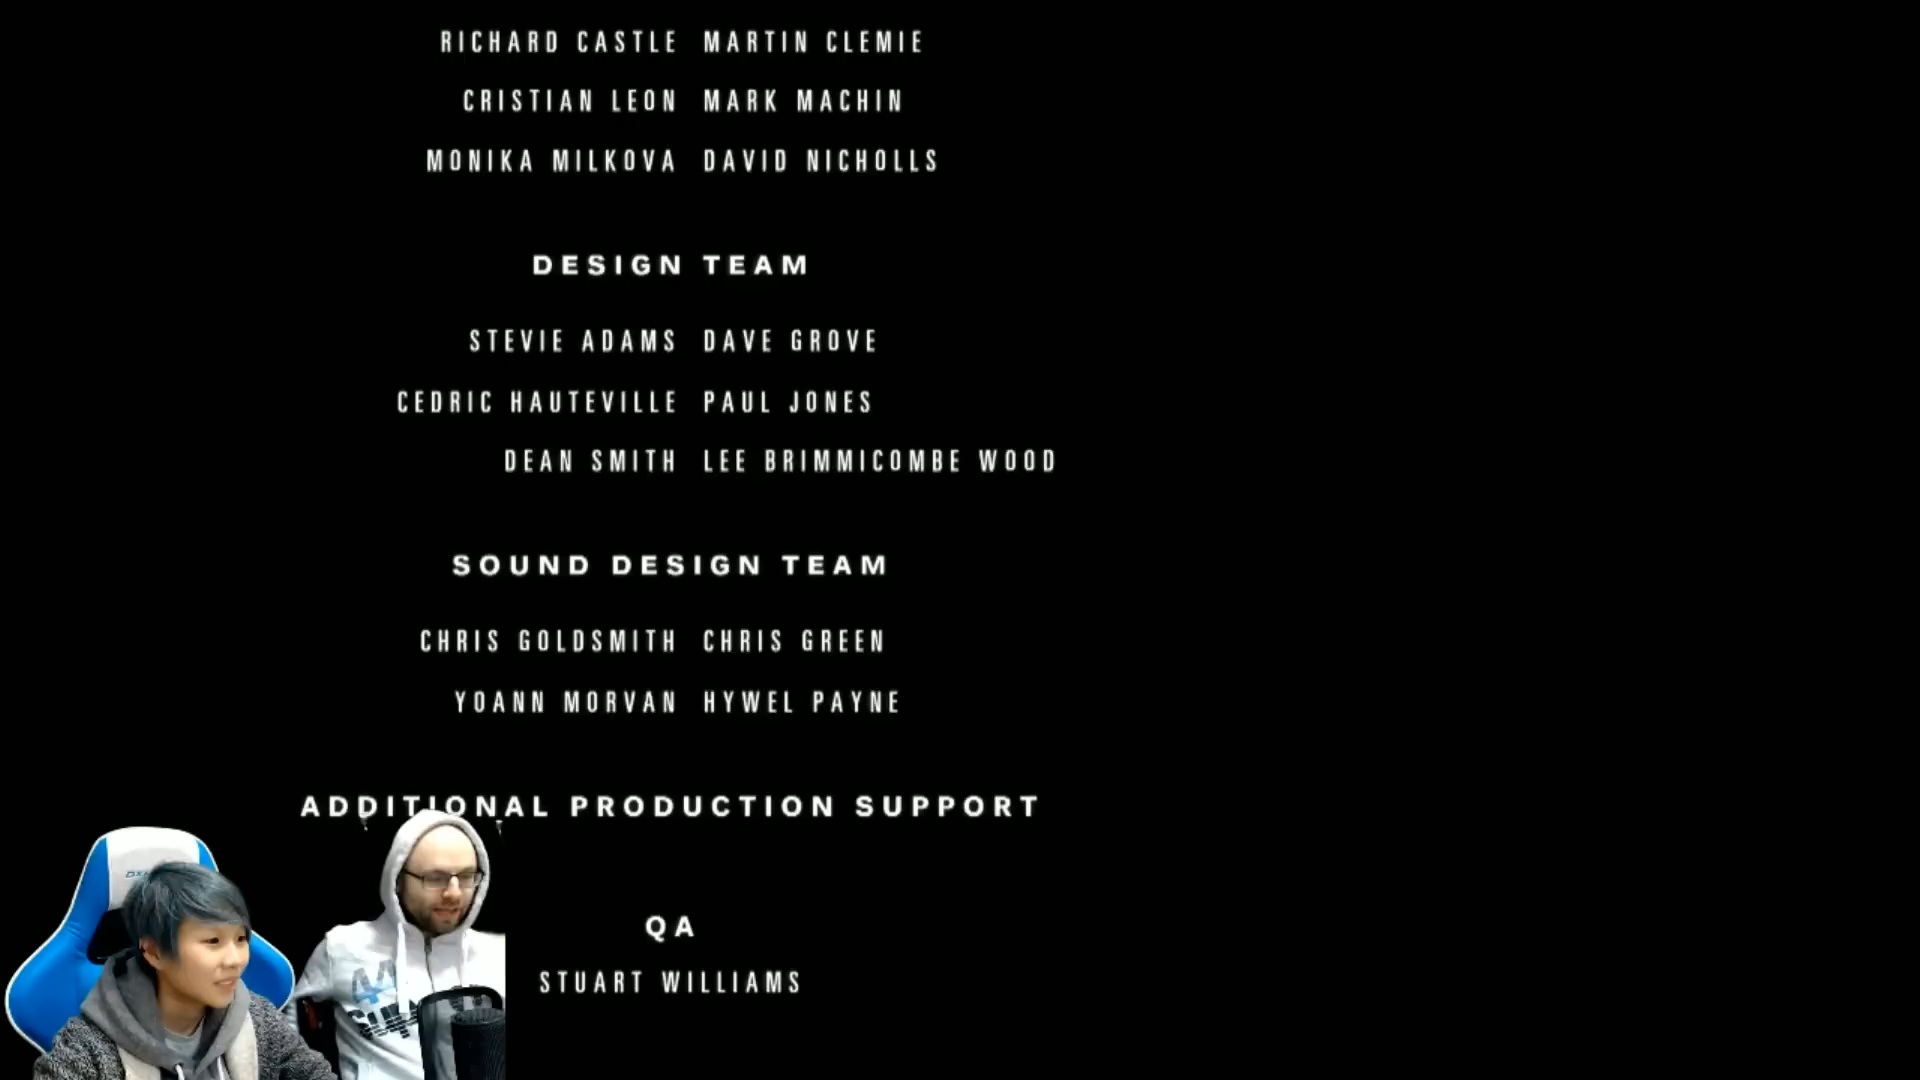 RICHARD CASTLE MARTIN CLEMIE
CRISTIAN LEON MARK MACHIN
MONIKA MILKOVA DAVID NICHOLLS
DESIGN TEAM
STEVIE ADAMS DAVE GROVE
CEDRIC HAUTEVILLE PAUL JONES
DEAN SMITH LEE BRIMMICOMBE WOOD
SOUND DESIGN TEAM
CHRIS GOLDSMITH CHRIS GREEN
YOANN MORVAN HYWEL PAYNE
ADDITIONAL PRODUCTION SUPPORT
QA
STUART WILLIAMS